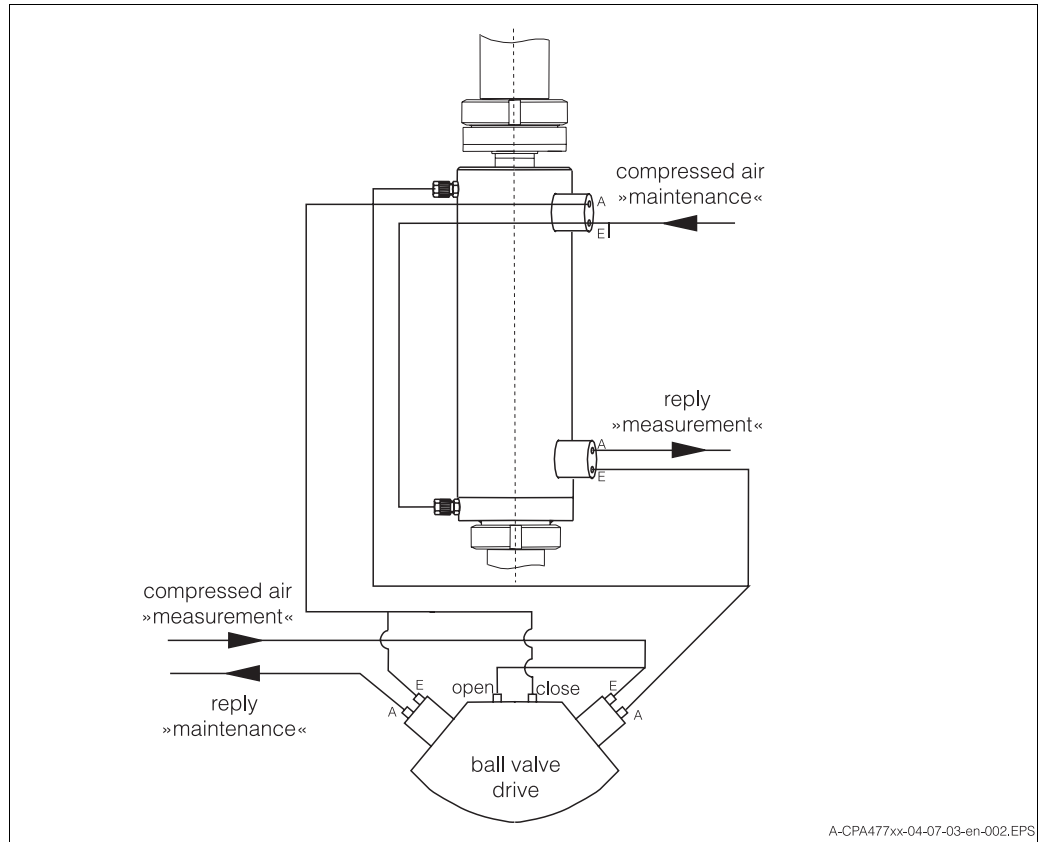 compressed air
»maintenance«
A
E
reply
»measurement«
A
E
compressed air
»measurement«
reply
»maintenance«
A
E
open
close
E
A
ball valve
drive
A-CPA477xx-04-07-03-en-002.EPS